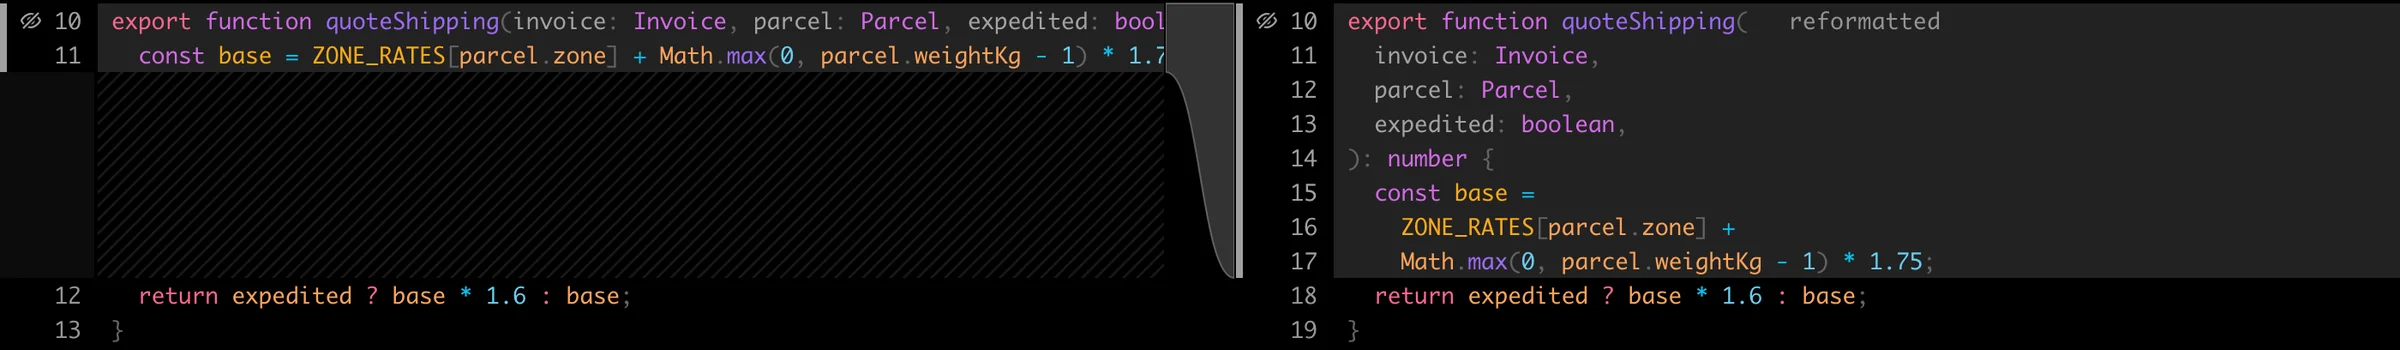 10 export function quoteShipping(invoice: Invoice, parcel: Parcel, expedited: bool
11 const base = ZONE_RATES[parcel.zone] + Math.max(0, parcel.weightKg - 1) * 1.7
12 return expedited ? base * 1.6 : base;
13 }
10 export function quoteShipping( reformatted
11 invoice: Invoice,
12 parcel: Parcel,
13 expedited: boolean,
14 ): number {
15 const base =
16 ZONE_RATES[parcel.zone] +
17 Math.max(0, parcel.weightKg - 1) * 1.75;
18 return expedited ? base * 1.6 : base;
19 }